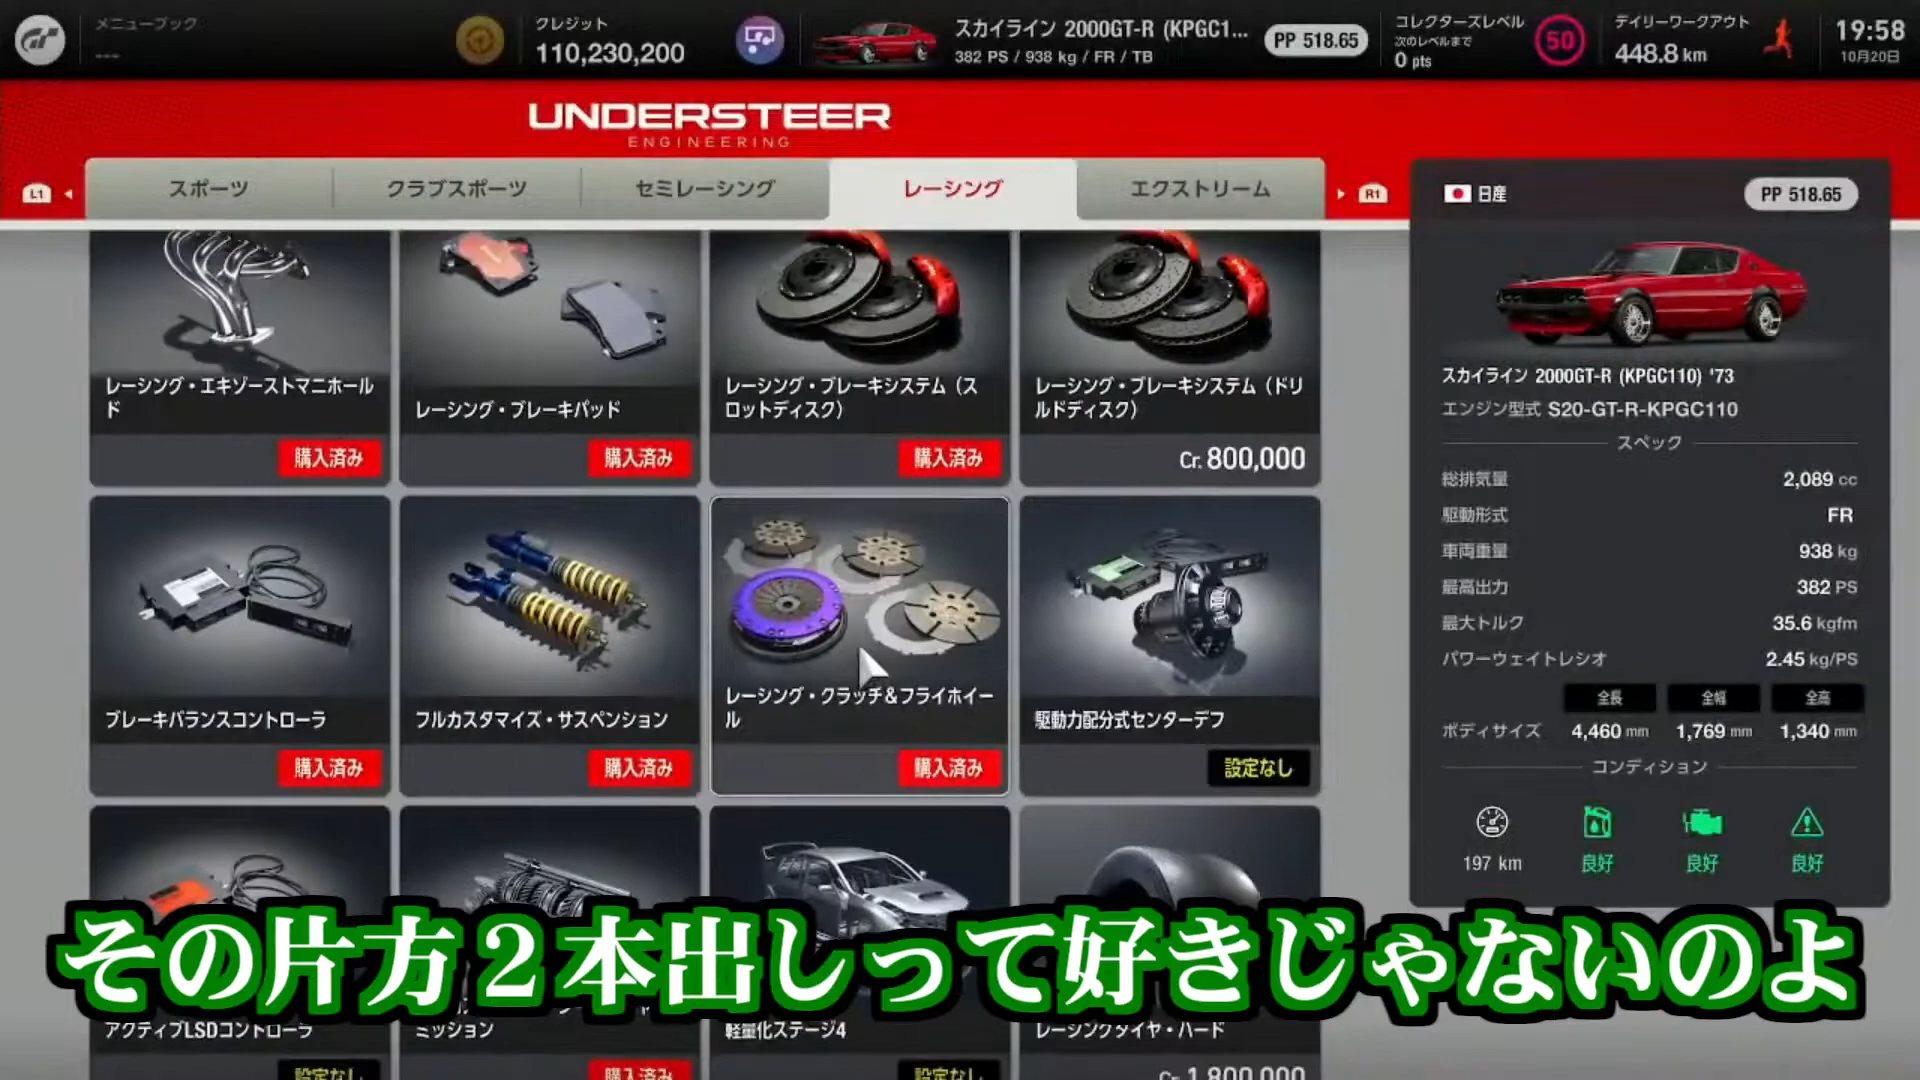 メニューブック
---
クレジット
110,230,200
スカイライン 2000GT-R (KPGC1...
382 PS / 938 kg / FR / TB
PP 518.65
コレクターズレベル
次のレベルまで
0 pts
50
デイリーワークアウト
448.8 km
19:58
10月20日
UNDERSTEER
ENGINEERING
L1
スポーツ
クラブスポーツ
セミレーシング
レーシング
エクストリーム
R1
レーシング・エキゾーストマニホールド
購入済み
レーシング・ブレーキパッド
購入済み
レーシング・ブレーキシステム（スロットディスク）
購入済み
レーシング・ブレーキシステム（ドリルドディスク）
Cr. 800,000
ブレーキバランスコントローラ
購入済み
フルカスタマイズ・サスペンション
購入済み
レーシング・クラッチ＆フライホイール
購入済み
駆動力配分式センターデフ
設定なし
アクティブLSDコントローラ
設定なし
ミッション
購入済み
軽量化ステージ4
設定なし
レーシングタイヤ・ハード
Cr. 1,800,000
日産
PP 518.65
スカイライン 2000GT-R (KPGC110) '73
エンジン型式 S20-GT-R-KPGC110
スペック
総排気量 2,089 cc
駆動形式 FR
車両重量 938 kg
最高出力 382 PS
最大トルク 35.6 kgfm
パワーウェイトレシオ 2.45 kg/PS
全長 全幅 全高
ボディサイズ 4,460 mm 1,769 mm 1,340 mm
コンディション
197 km 良好 良好 良好
その片方２本出しって好きじゃないのよ